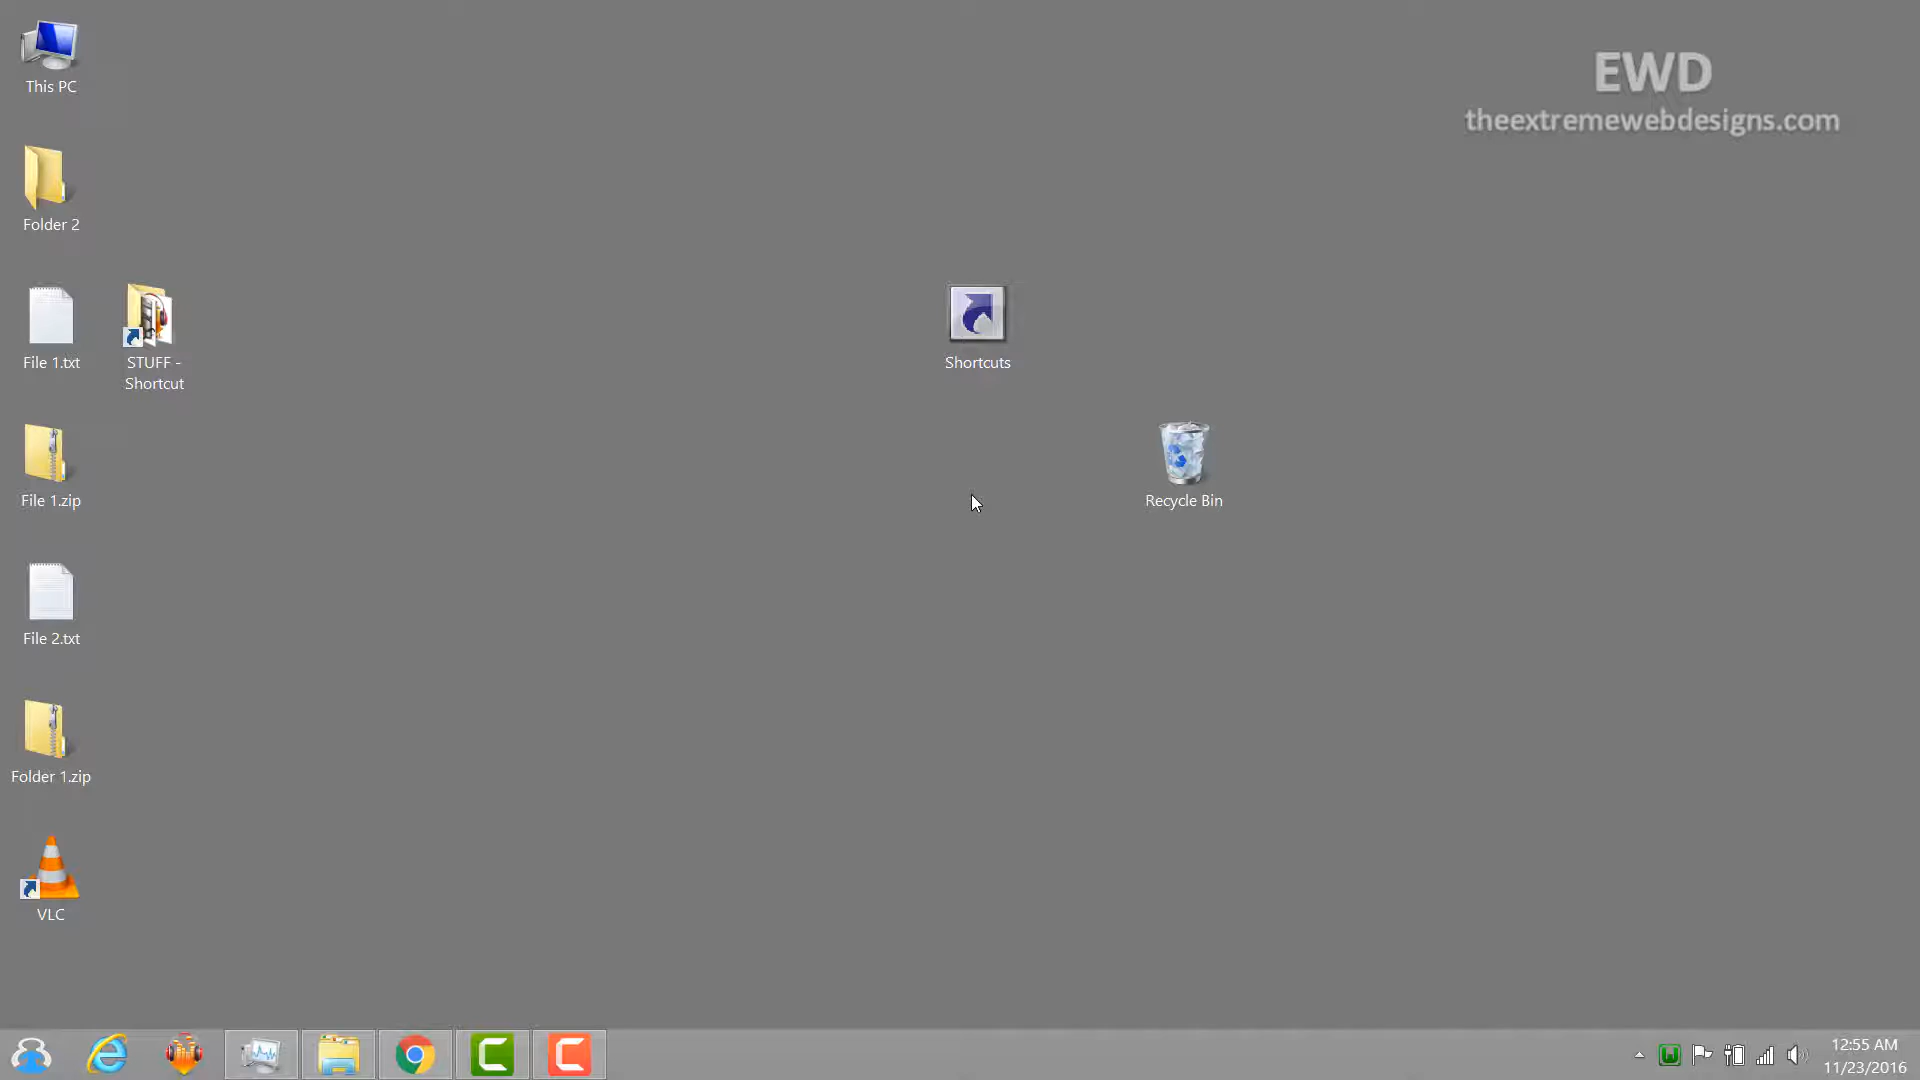 This PC
EWD
theextremewebdesigns.com
Folder 2
File 1.txt
STUFF -
Shortcut
Shortcuts
File 1.zip
Recycle Bin
File 2.txt
Folder 1.zip
VLC
12:55 AM
11/23/2016